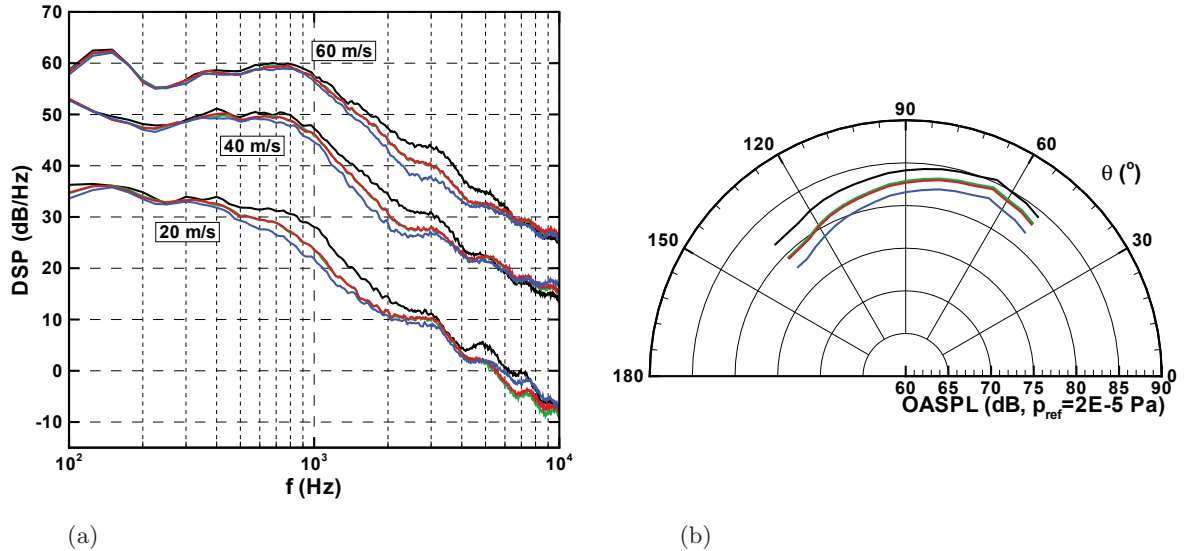 70
60
50
40
30
20
10
0
-10
DSP (dB/Hz)
60 m/s
40 m/s
20 m/s
10²
10³
10⁴
f (Hz)
(a)
90
120
60
θ (°)
150
30
180
0
60 65 70 75 80 85 90
OASPL (dB, p_ref=2E-5 Pa)
(b)